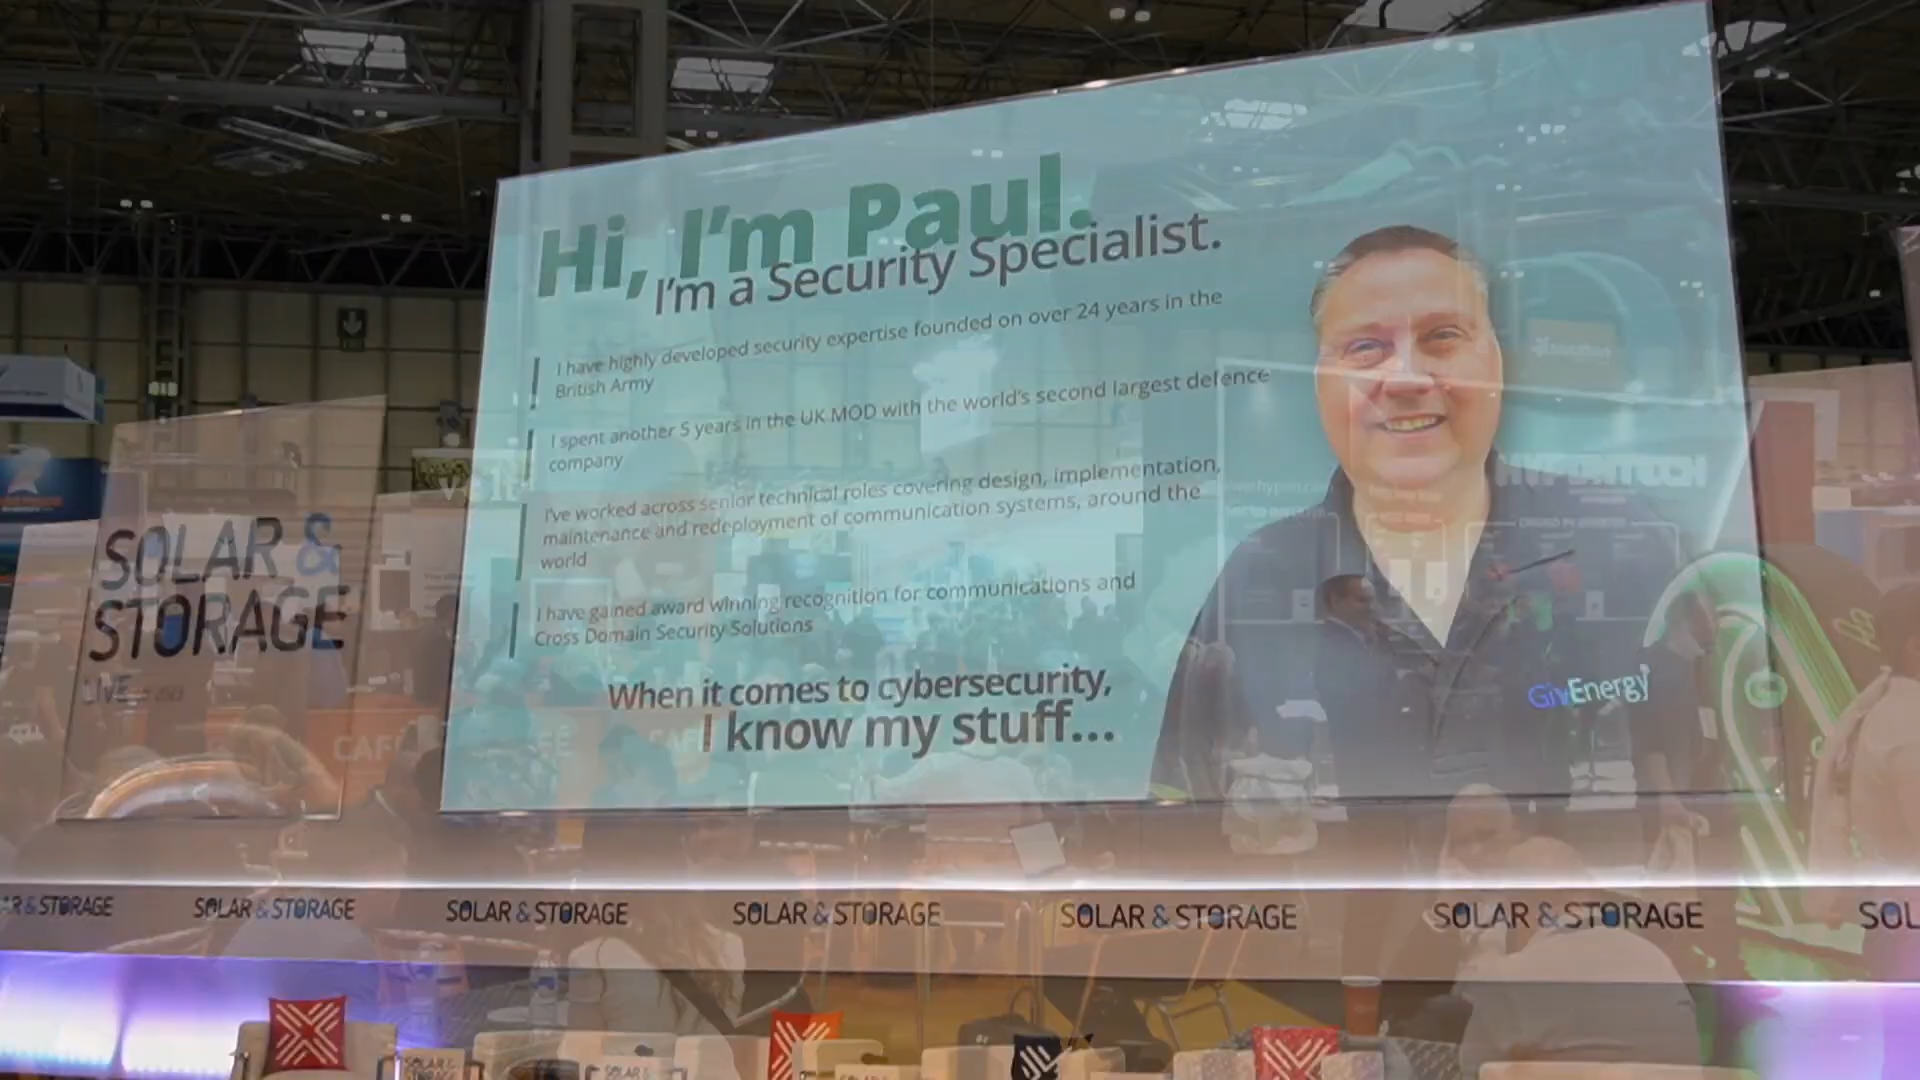 Hi, I'm Paul.
I'm a Security Specialist.
I have highly developed security expertise founded on over 24 years in the
British Army
I spent another 5 years in the UK MOD with the world's second largest defence
company
I've worked across senior technical roles covering design, implementation,
maintenance and redeployment of communication systems, around the
world
I have gained award winning recognition for communications and
Cross Domain Security Solutions
When it comes to cybersecurity,
I know my stuff...
GivEnergy
HYPONTECH
SOLAR &
STORAGE
LIVE
CAFÉ
SOLAR & STORAGE
SOLAR & STORAGE
SOLAR & STORAGE
SOLAR & STORAGE
SOLAR & STORAGE
AR & STORAGE
SOL